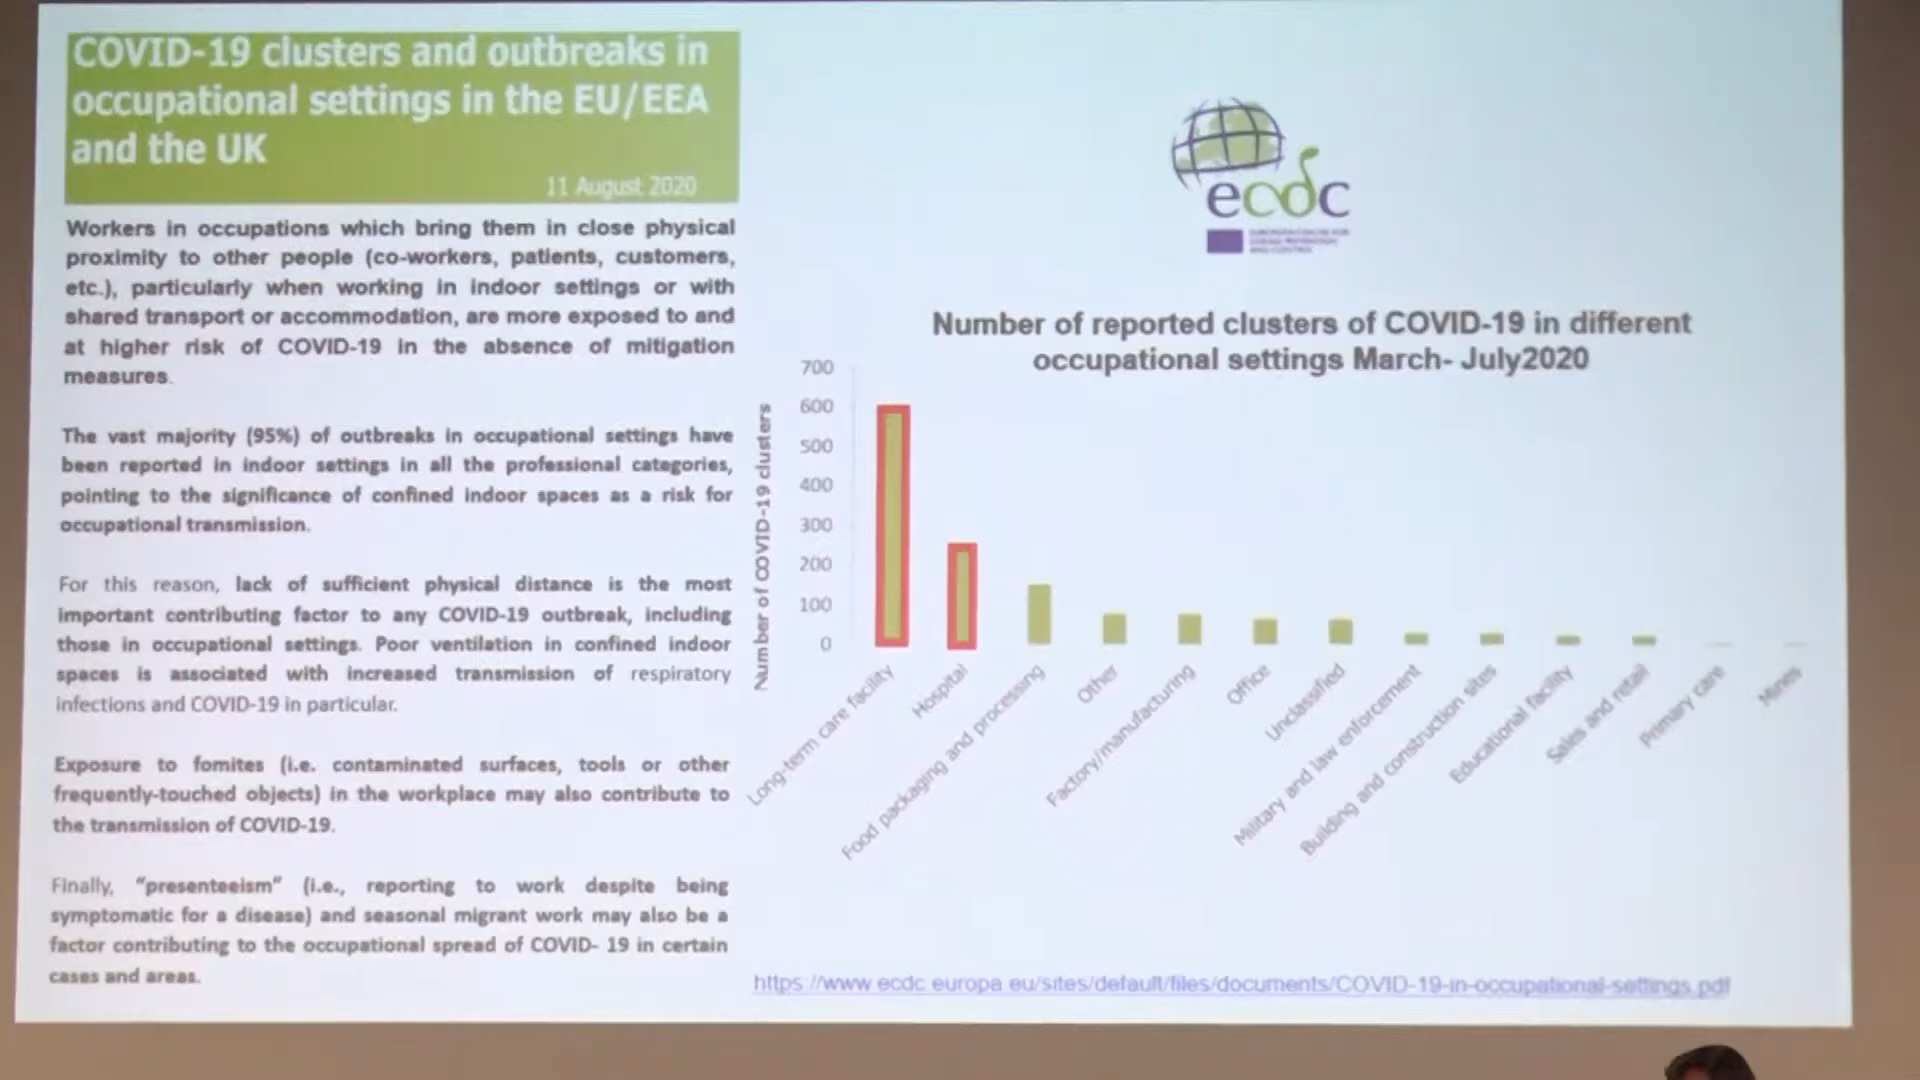 COVID-19 clusters and outbreaks in
occupational settings in the EU/EEA
and the UK
11 August 2020
Workers in occupations which bring them in close physical
proximity to other people (co-workers, patients, customers,
etc.), particularly when working in indoor settings or with
shared transport or accommodation, are more exposed to and
at higher risk of COVID-19 in the absence of mitigation
measures.
The vast majority (95%) of outbreaks in occupational settings have
been reported in indoor settings in all the professional categories,
pointing to the significance of confined indoor spaces as a risk for
occupational transmission.
For this reason, lack of sufficient physical distance is the most
important contributing factor to any COVID-19 outbreak, including
those in occupational settings. Poor ventilation in confined indoor
spaces is associated with increased transmission of respiratory
infections and COVID-19 in particular.
Exposure to fomites (i.e. contaminated surfaces, tools or other
frequently-touched objects) in the workplace may also contribute to
the transmission of COVID-19.
Finally, "presenteeism" (i.e., reporting to work despite being
symptomatic for a disease) and seasonal migrant work may also be a
factor contributing to the occupational spread of COVID- 19 in certain
cases and areas.
ecdc
Number of reported clusters of COVID-19 in different
occupational settings March- July2020
Number of COVID-19 clusters
700
600
500
400
300
200
100
0
Long-term care facility
Hospital
Food packaging and processing
Other
Factory/manufacturing
Office
Unclassified
Military and law enforcement
Building and construction sites
Educational facility
Sales and retail
Primary care
Mines
https://www.ecdc.europa.eu/sites/default/files/documents/COVID-19-in-occupational-settings.pdf